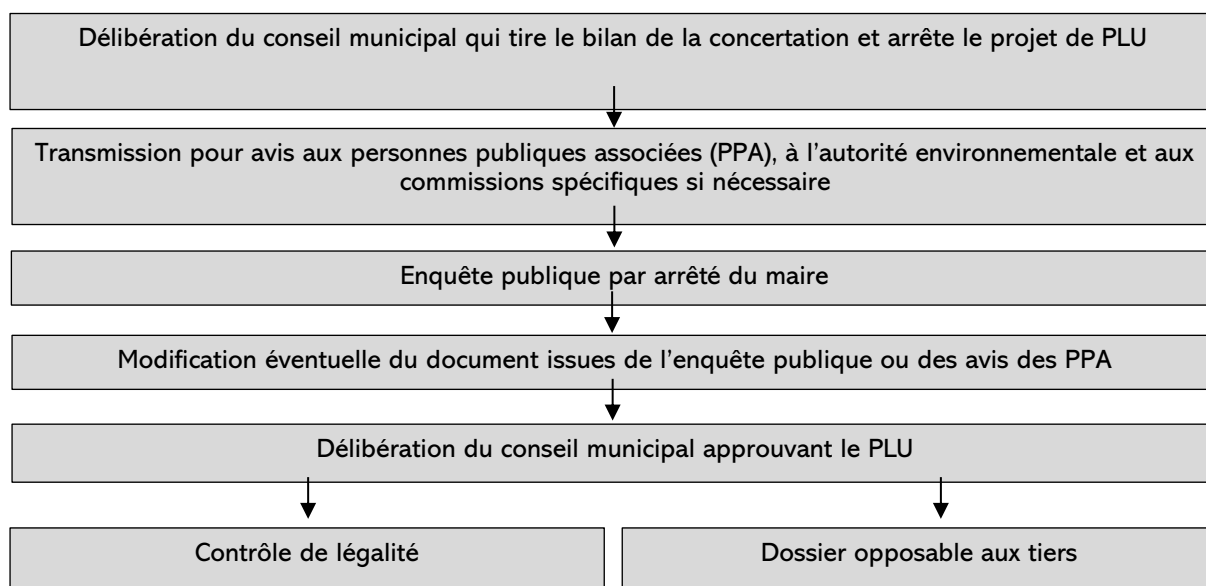 Délibération du conseil municipal qui tire le bilan de la concertation et arrête le projet de PLU
Transmission pour avis aux personnes publiques associées (PPA), à l'autorité environnementale et aux
commissions spécifiques si nécessaire
Enquête publique par arrêté du maire
Modification éventuelle du document issues de l'enquête publique ou des avis des PPA
Délibération du conseil municipal approuvant le PLU
Contrôle de légalité
Dossier opposable aux tiers